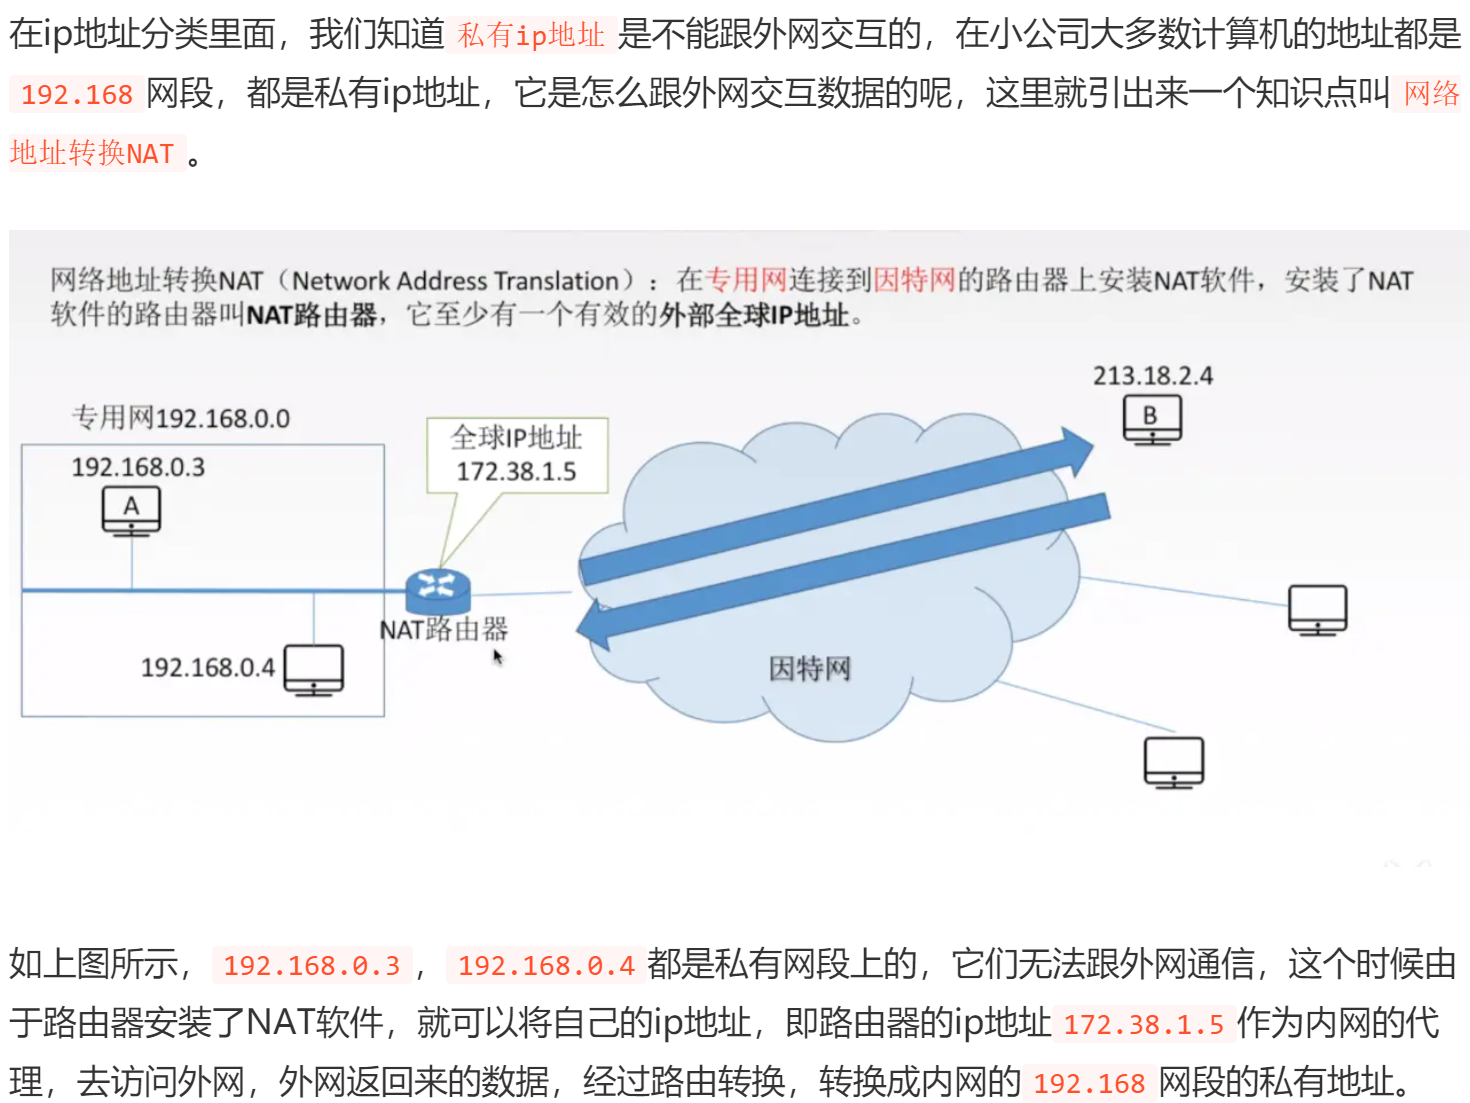 在ip地址分类里面，我们知道 私有ip地址 是不能跟外网交互的，在小公司大多数计算机的地址都是
192.168 网段，都是私有ip地址，它是怎么跟外网交互数据的呢，这里就引出来一个知识点叫 网络
地址转换NAT 。
网络地址转换NAT（Network Address Translation）：在专用网连接到因特网的路由器上安装NAT软件，安装了NAT
软件的路由器叫NAT路由器，它至少有一个有效的外部全球IP地址。
213.18.2.4
B
专用网192.168.0.0
全球IP地址
172.38.1.5
192.168.0.3
A
NAT路由器
192.168.0.4
因特网
如上图所示， 192.168.0.3 ， 192.168.0.4 都是私有网段上的，它们无法跟外网通信，这个时候由
于路由器安装了NAT软件，就可以将自己的ip地址，即路由器的ip地址 172.38.1.5 作为内网的代
理，去访问外网，外网返回来的数据，经过路由转换，转换成内网的 192.168 网段的私有地址。